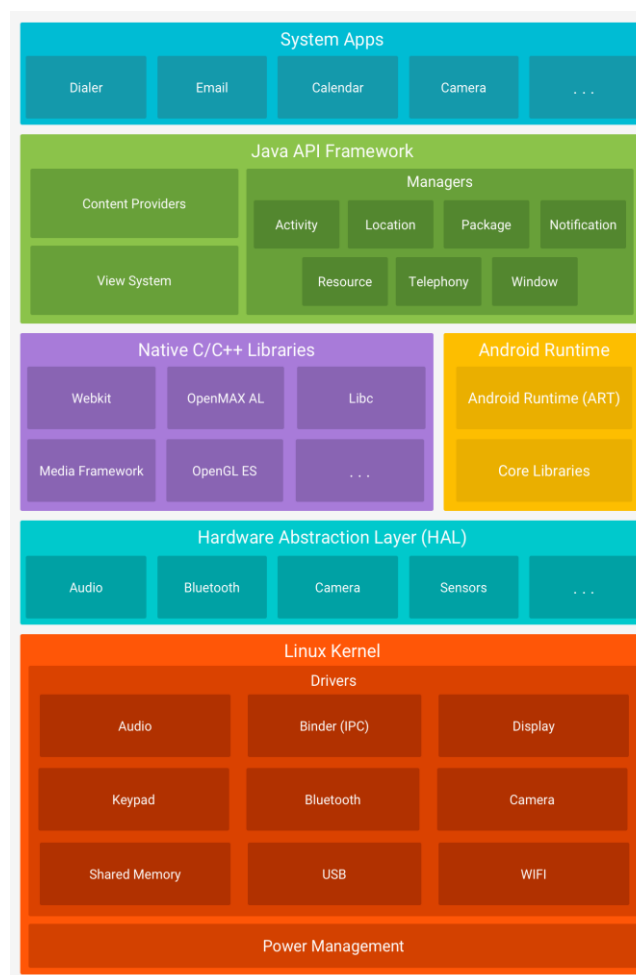 System Apps
Dialer
Email
Calendar
Camera
. . .
Java API Framework
Content Providers
View System
Managers
Activity
Location
Package
Notification
Resource
Telephony
Window
Native C/C++ Libraries
Webkit
OpenMAX AL
Libc
Media Framework
OpenGL ES
. . .
Android Runtime
Android Runtime (ART)
Core Libraries
Hardware Abstraction Layer (HAL)
Audio
Bluetooth
Camera
Sensors
. . .
Linux Kernel
Drivers
Audio
Binder (IPC)
Display
Keypad
Bluetooth
Camera
Shared Memory
USB
WIFI
Power Management